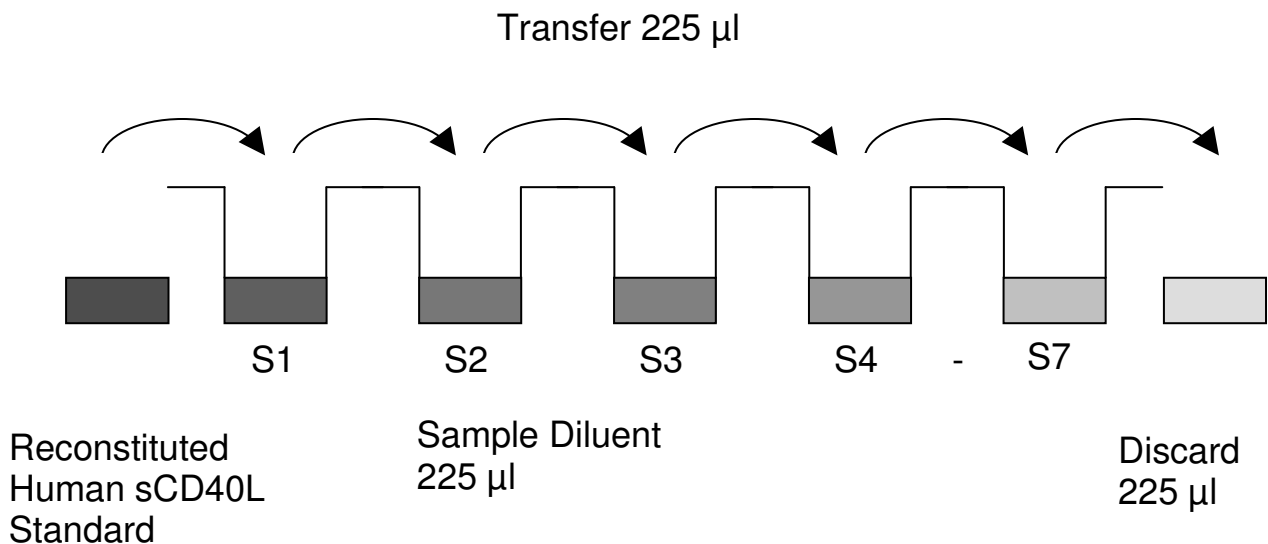 Transfer 225 µl
S1 S2 S3 S4 - S7
Reconstituted
Human sCD40L
Standard
Sample Diluent
225 µl
Discard
225 µl